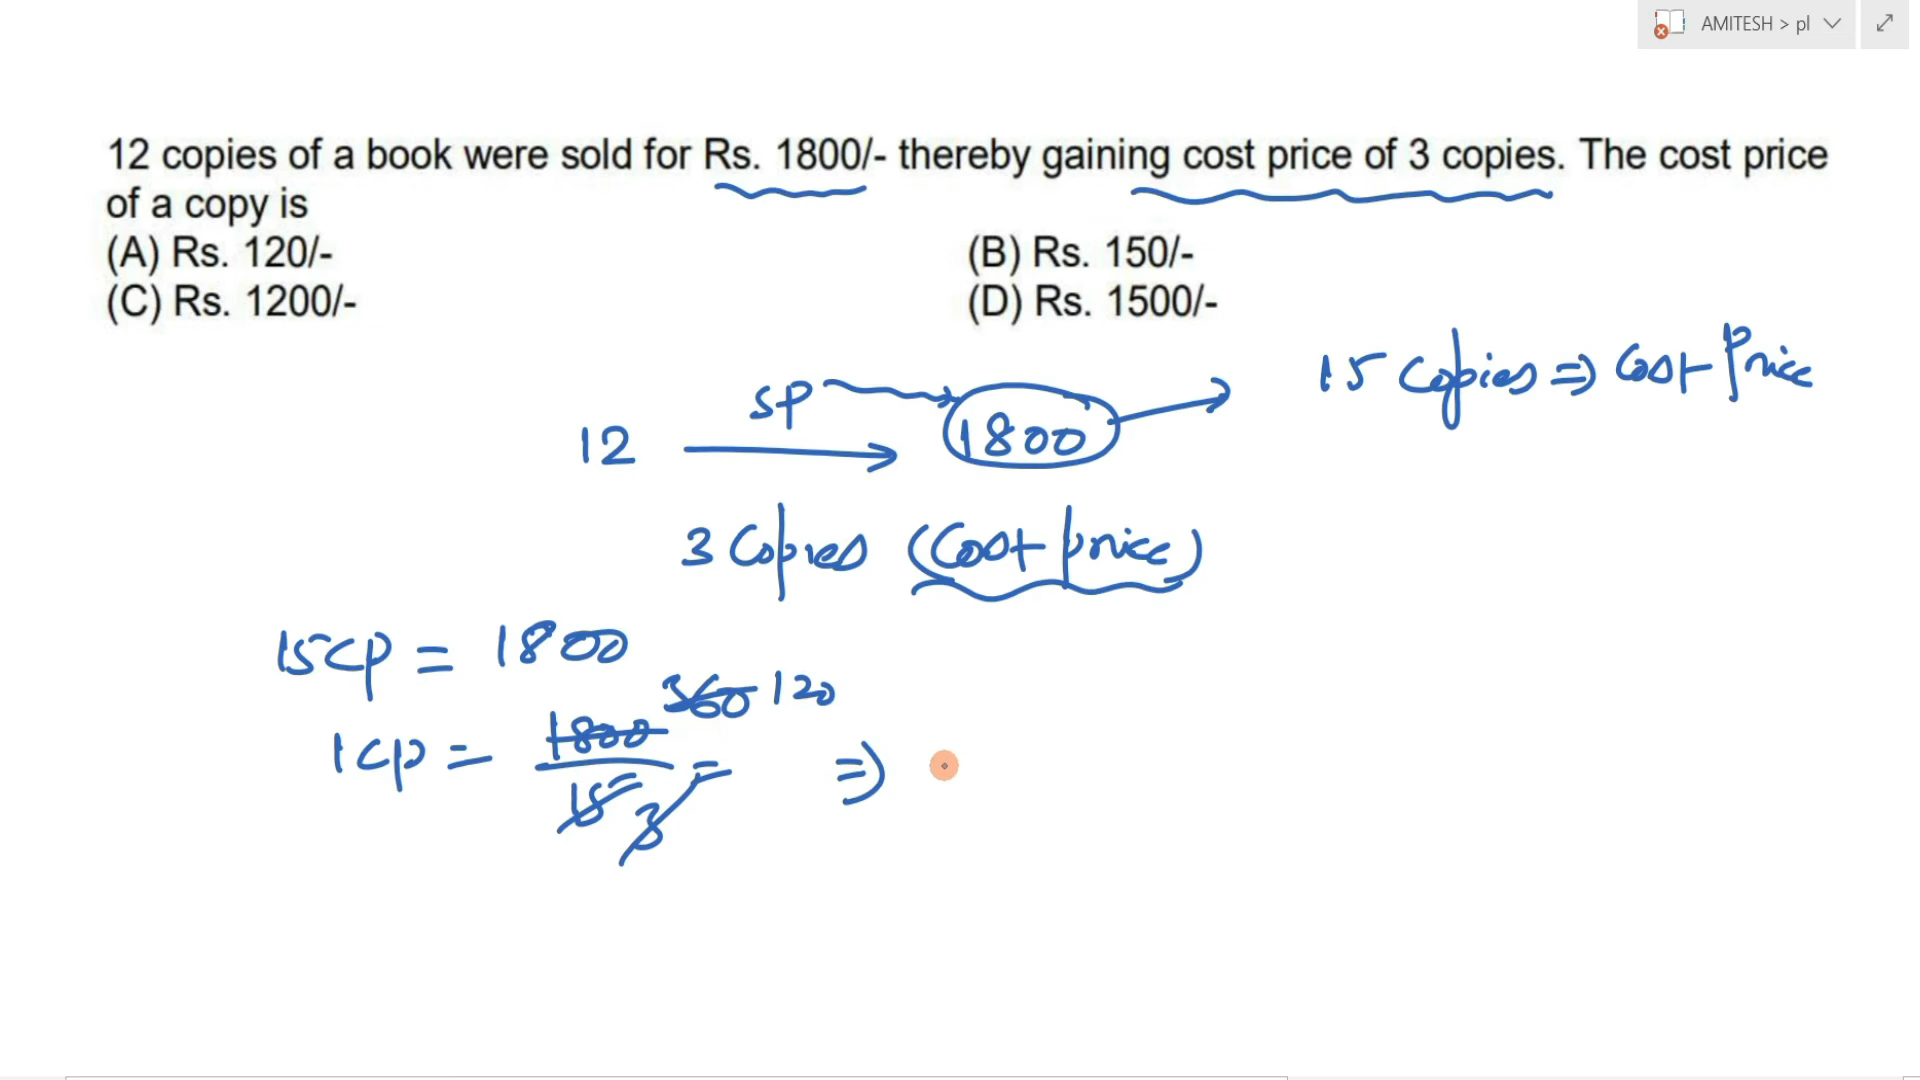 AMITESH > pl
12 copies of a book were sold for Rs. 1800/- thereby gaining cost price of 3 copies. The cost price
of a copy is
(A) Rs. 120/- (B) Rs. 150/-
(C) Rs. 1200/- (D) Rs. 1500/-
15 Copies ⇒ Cost Price
SP
12 → 1800 →
3 Copies (Cost price)
15CP = 1800
360 120
1CP = 1800/15 = ⇒
3